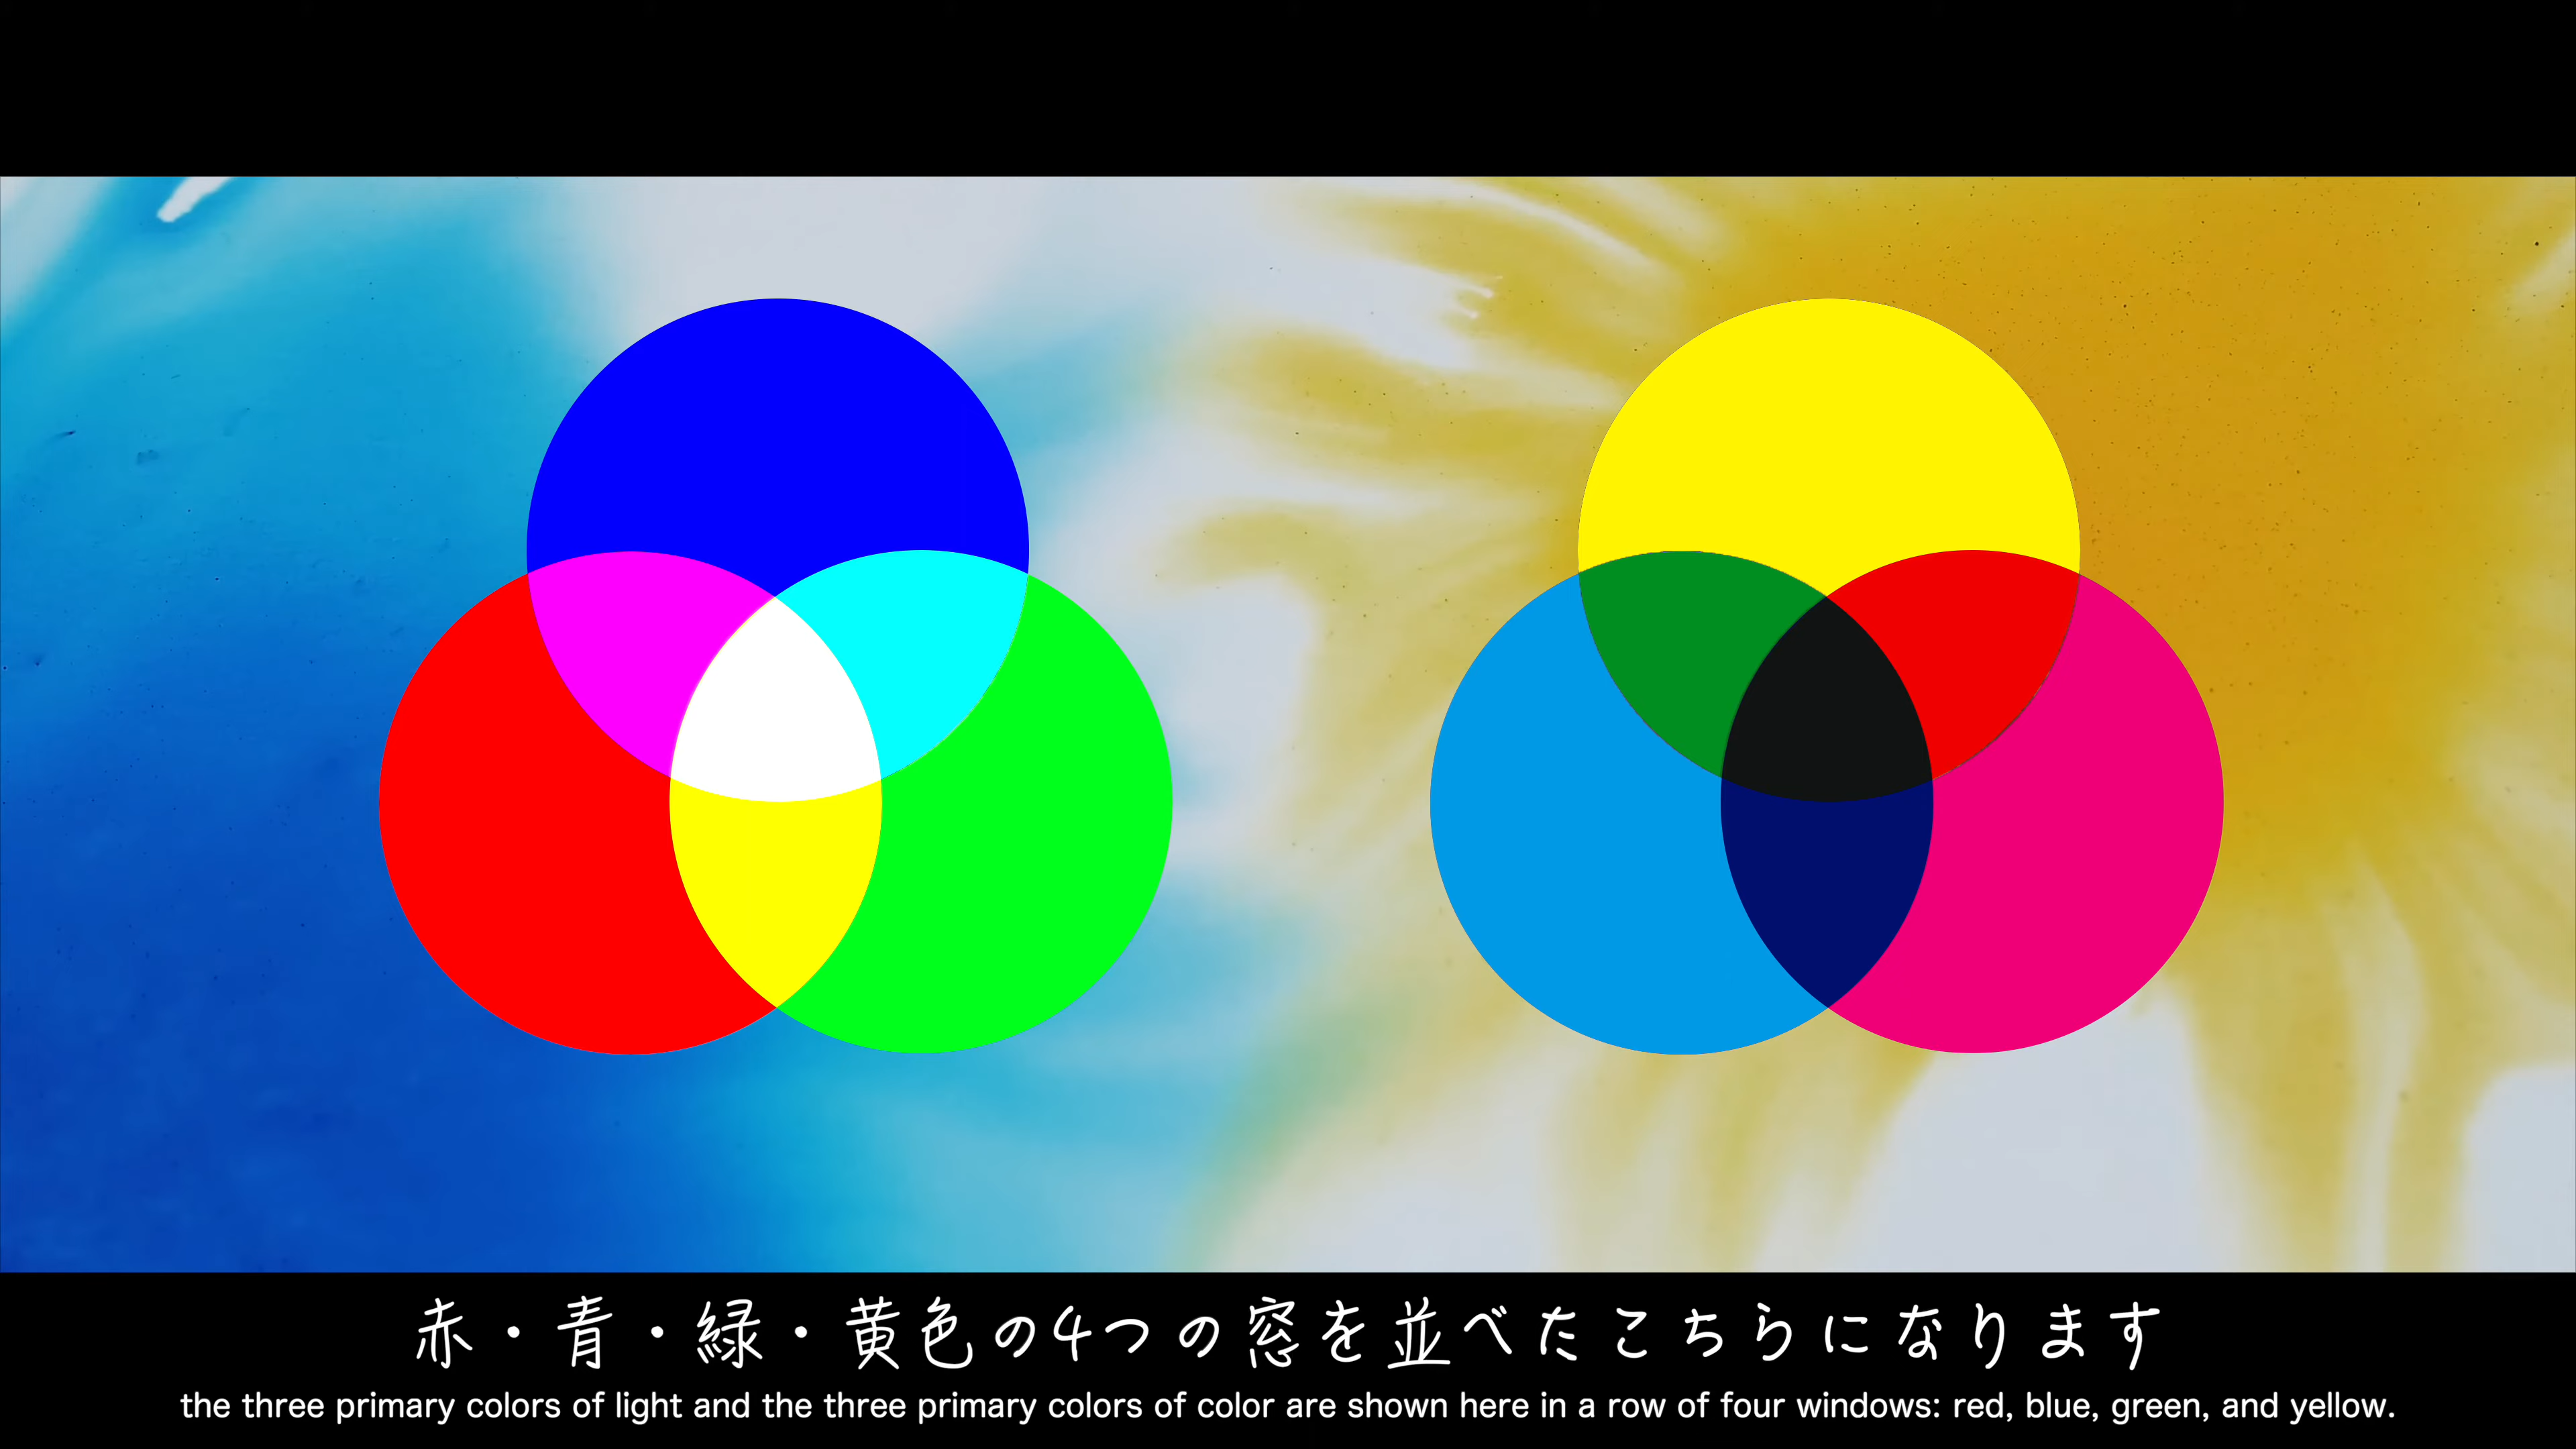 赤・青・緑・黄色の4つの窓を並べたこちらになります
the three primary colors of light and the three primary colors of color are shown here in a row of four windows: red, blue, green, and yellow.